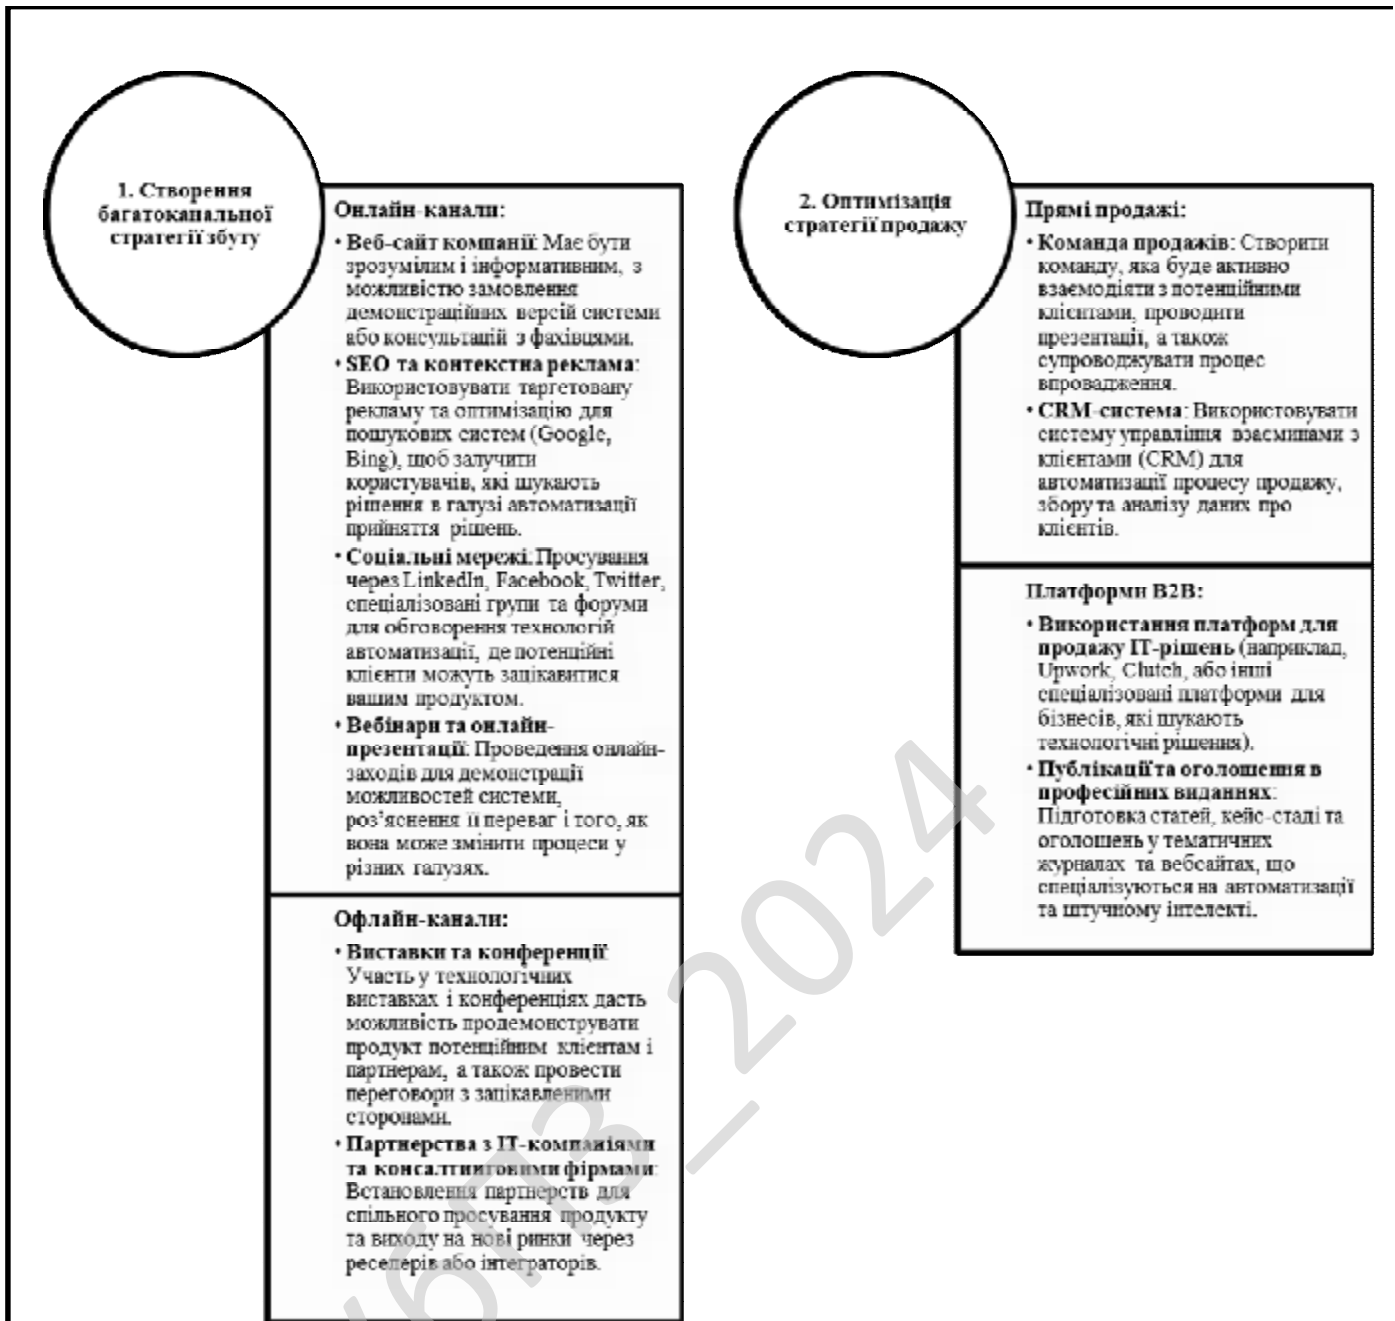 1. Створення
багатоканальної
стратегії збуту
Онлайн-канали:
• Веб-сайт компанії: Має бути
зрозумілим і інформативним, з
можливістю замовлення
демонстраційних версій системи
або консультацій з фахівцями.
• SEO та контекстна реклама:
Використовувати таргетовану
рекламу та оптимізацію для
пошукових систем (Google,
Bing), щоб залучити
користувачів, які шукають
рішення в галузі автоматизації
прийняття рішень.
• Соціальні мережі: Просування
через LinkedIn, Facebook, Twitter,
спеціалізовані групи та форуми
для обговорення технологій
автоматизації, де потенційні
клієнти можуть зацікавитися
вашим продуктом.
• Вебінари та онлайн-
презентації: Проведення онлайн-
заходів для демонстрації
можливостей системи,
роз’яснення її переваг і того, як
вона може змінити процеси у
різних галузях.
Офлайн-канали:
• Виставки та конференції:
Участь у технологічних
виставках і конференціях дасть
можливість продемонструвати
продукт потенційним клієнтам і
партнерам, а також провести
переговори з зацікавленими
сторонами.
• Партнерства з ІТ-компаніями
та консалтинговими фірмами:
Встановлення партнерств для
спільного просування продукту
та виходу на нові ринки через
реселерів або інтеграторів.
2. Оптимізація
стратегії продажу
Прямі продажі:
• Команда продажів: Створити
команду, яка буде активно
взаємодіяти з потенційними
клієнтами, проводити
презентації, а також
супроводжувати процес
впровадження.
• CRM-система: Використовувати
систему управління взаєминами з
клієнтами (CRM) для
автоматизації процесу продажу,
збору та аналізу даних про
клієнтів.
Платформи B2B:
• Використання платформ для
продажу ІТ-рішень (наприклад,
Upwork, Clutch, або інші
спеціалізовані платформи для
бізнесів, які шукають
технологічні рішення).
• Публікації та оголошення в
професійних виданнях:
Підготовка статей, кейс-стаді та
оголошень у тематичних
журналах та вебсайтах, що
спеціалізуються на автоматизації
та штучному інтелекті.